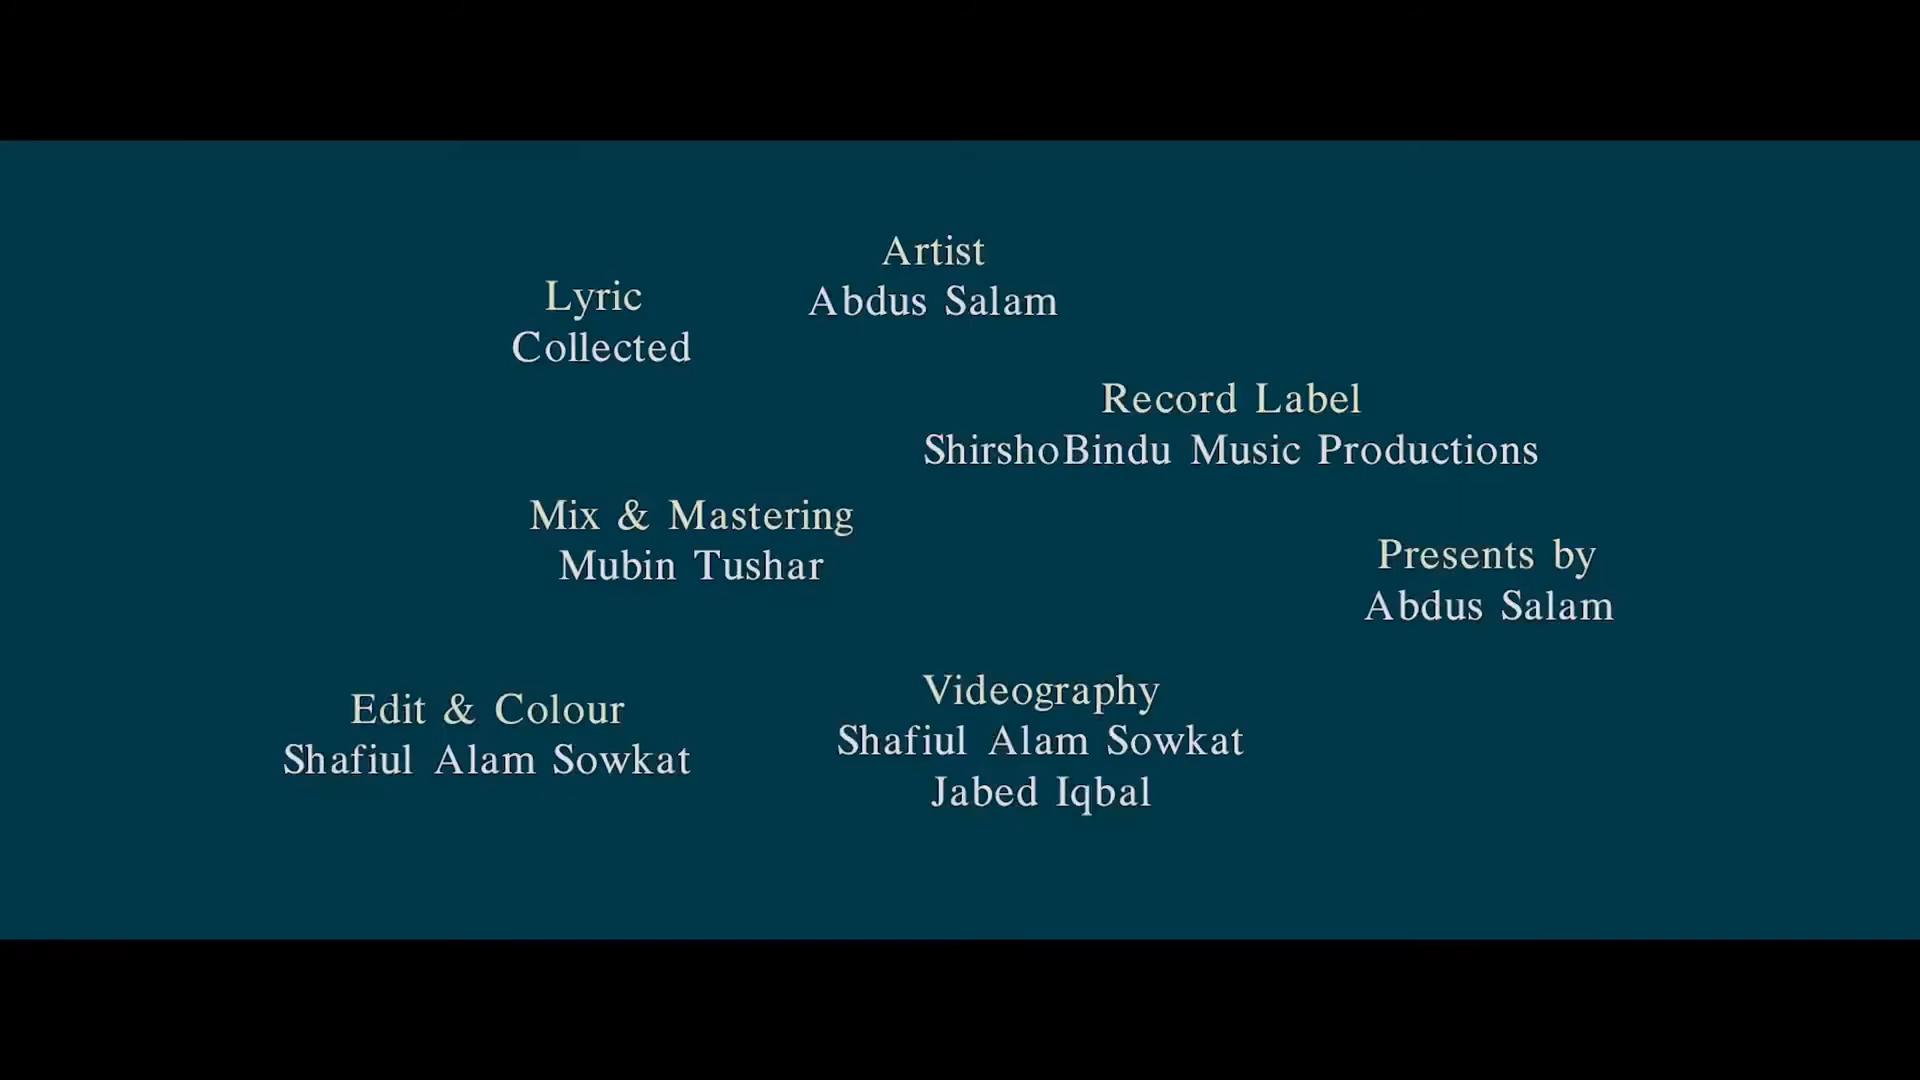 Artist
Abdus Salam
Lyric
Collected
Record Label
ShirshoBindu Music Productions
Mix & Mastering
Mubin Tushar
Presents by
Abdus Salam
Edit & Colour
Shafiul Alam Sowkat
Videography
Shafiul Alam Sowkat
Jabed Iqbal